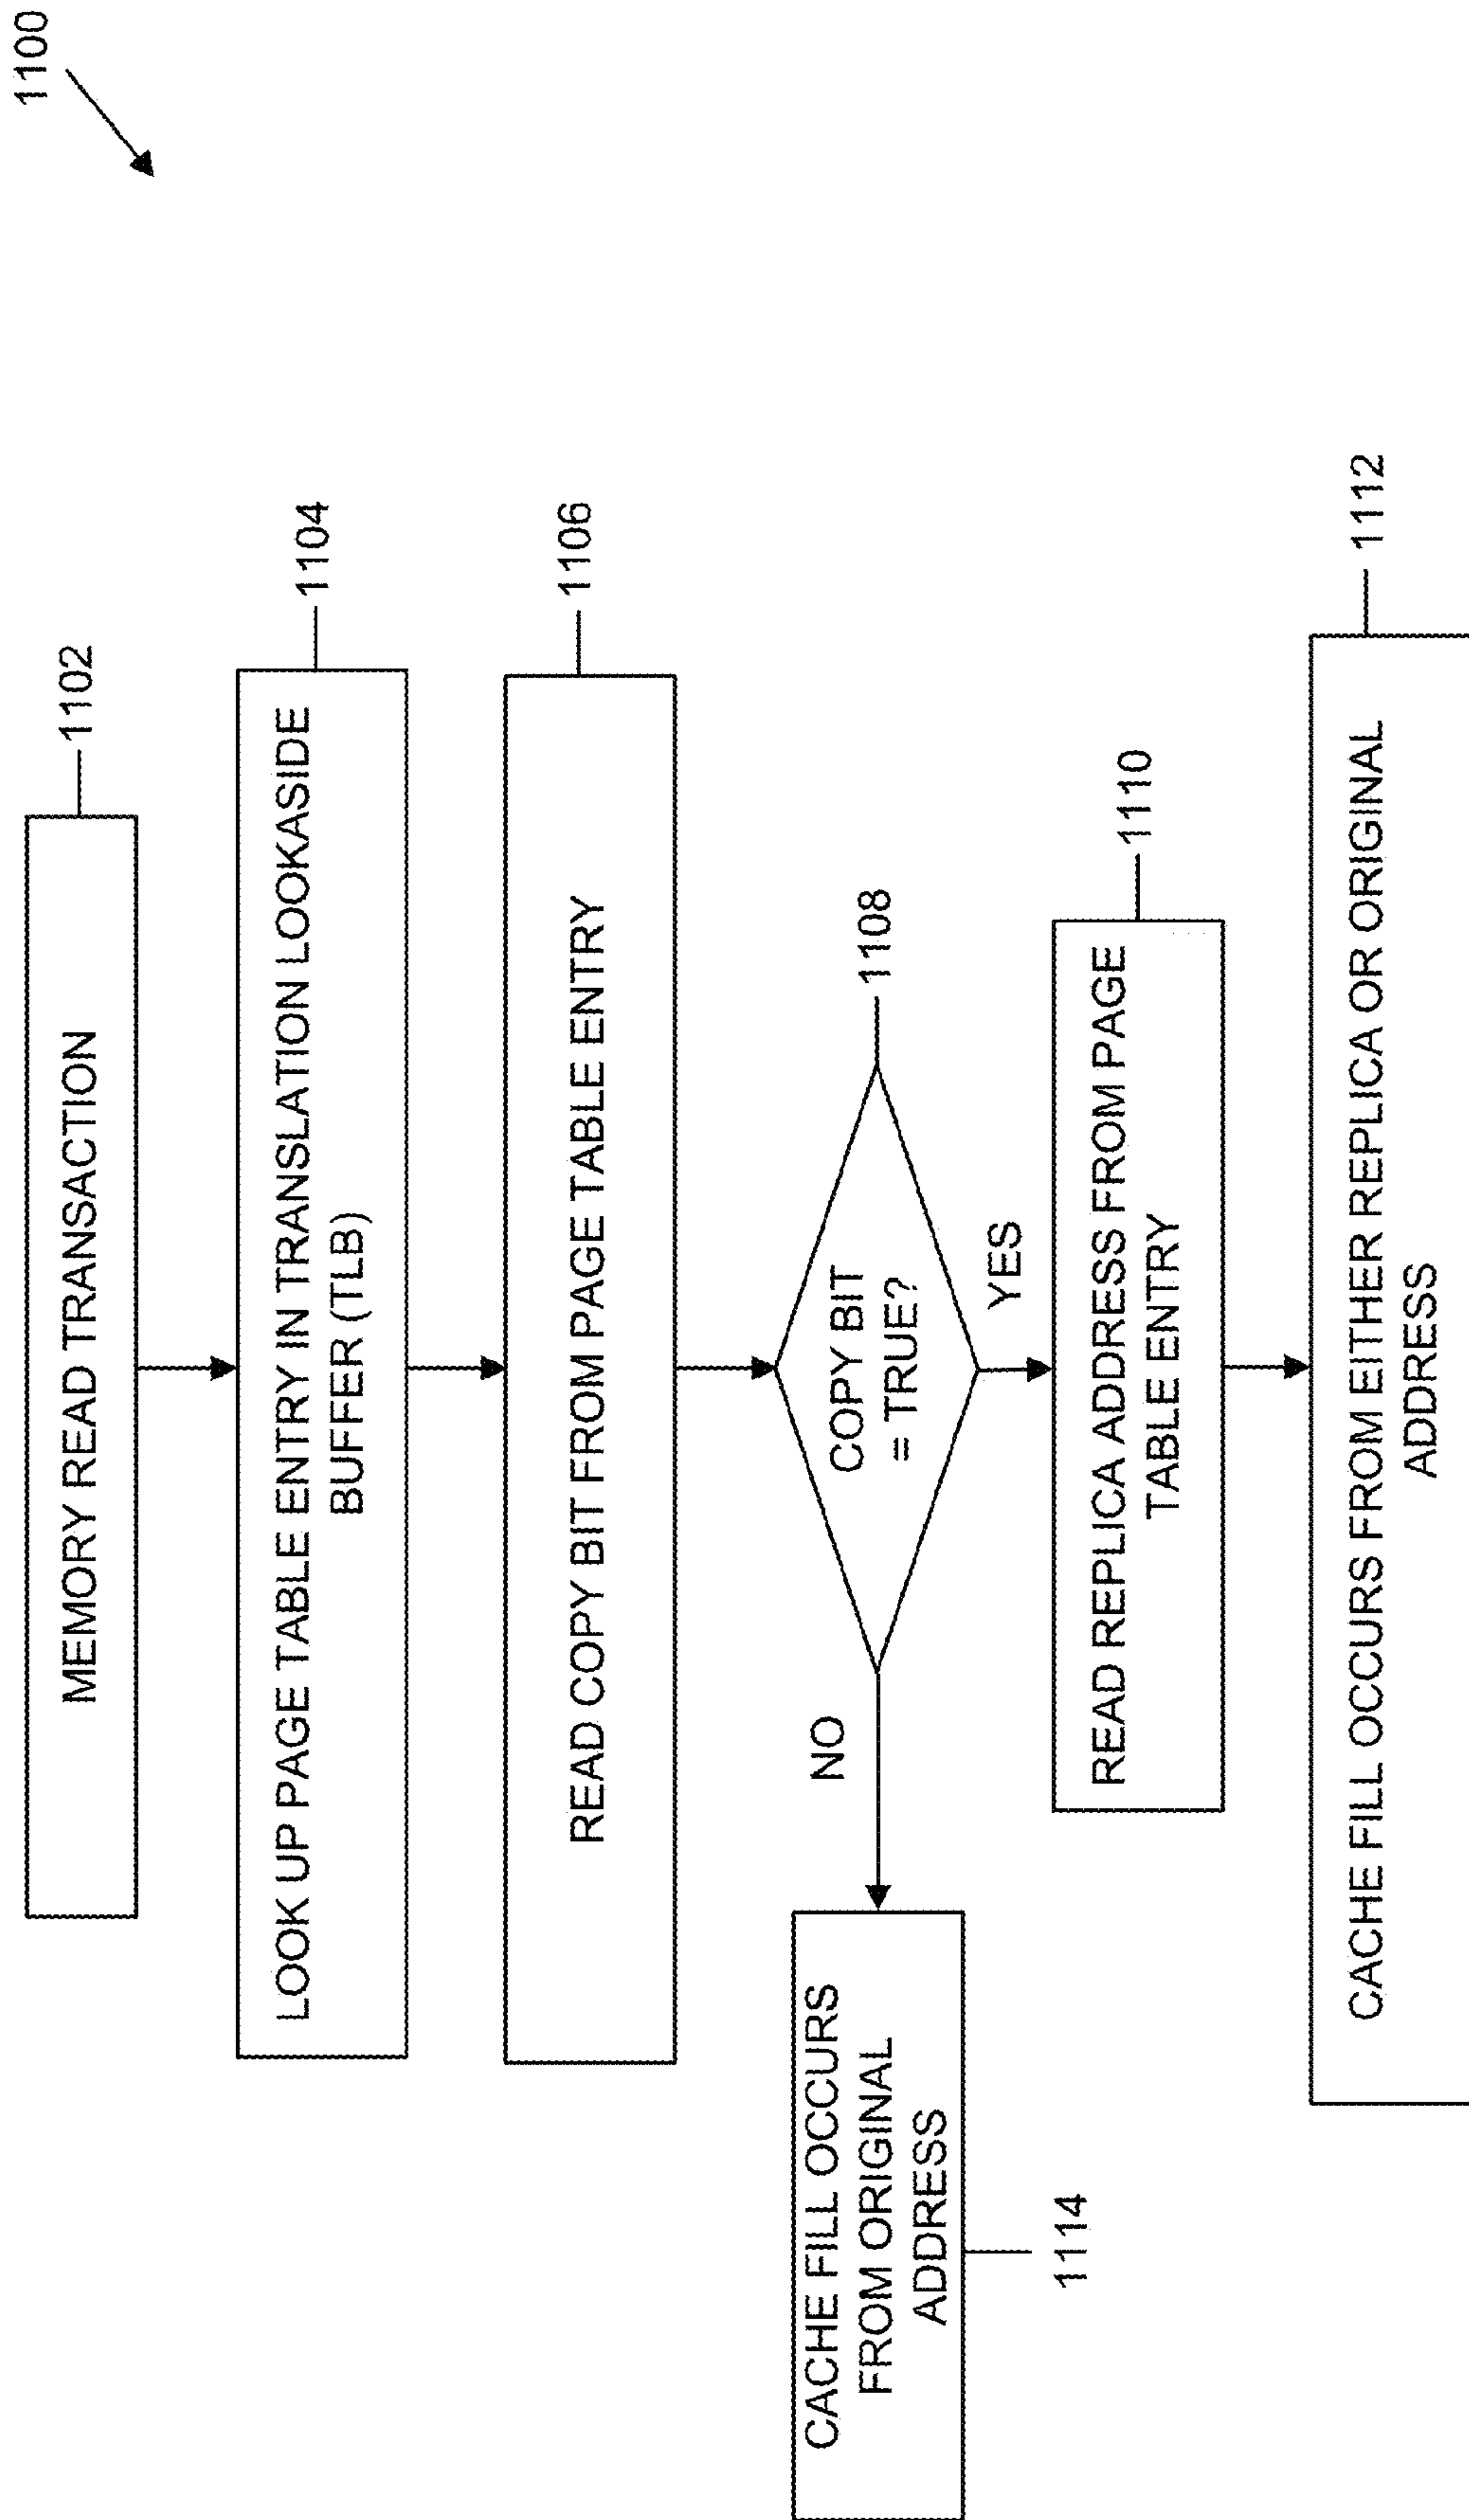 1100
MEMORY READ TRANSACTION
1102
LOOK UP PAGE TABLE ENTRY IN TRANSLATION LOOKASIDE
BUFFER (TLB)
1104
READ COPY BIT FROM PAGE TABLE ENTRY
1106
COPY BIT
= TRUE?
1108
NO
YES
CACHE FILL OCCURS
FROM ORIGINAL
ADDRESS
1114
READ REPLICA ADDRESS FROM PAGE
TABLE ENTRY
1110
CACHE FILL OCCURS FROM EITHER REPLICA OR ORIGINAL
ADDRESS
1112